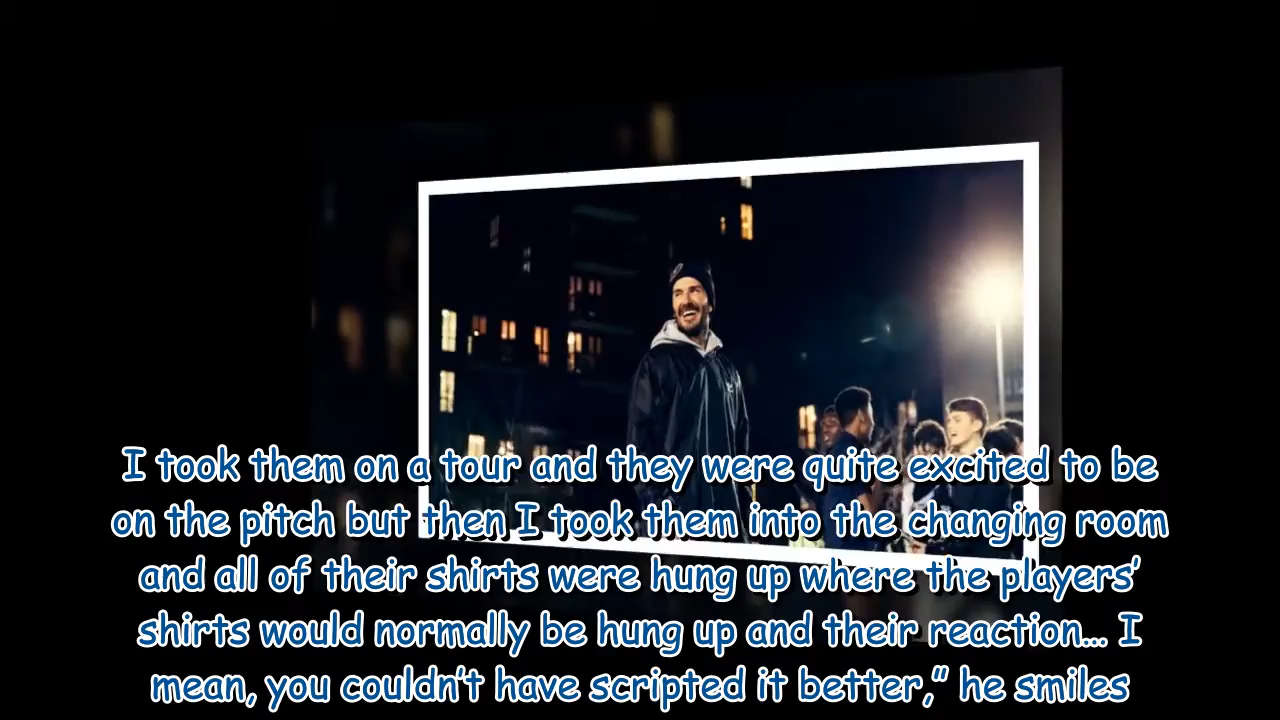 I took them on a tour and they were quite excited to be
on the pitch but then I took them into the changing room
and all of their shirts were hung up where the players’
shirts would normally be hung up and their reaction... I
mean, you couldn’t have scripted it better,” he smiles